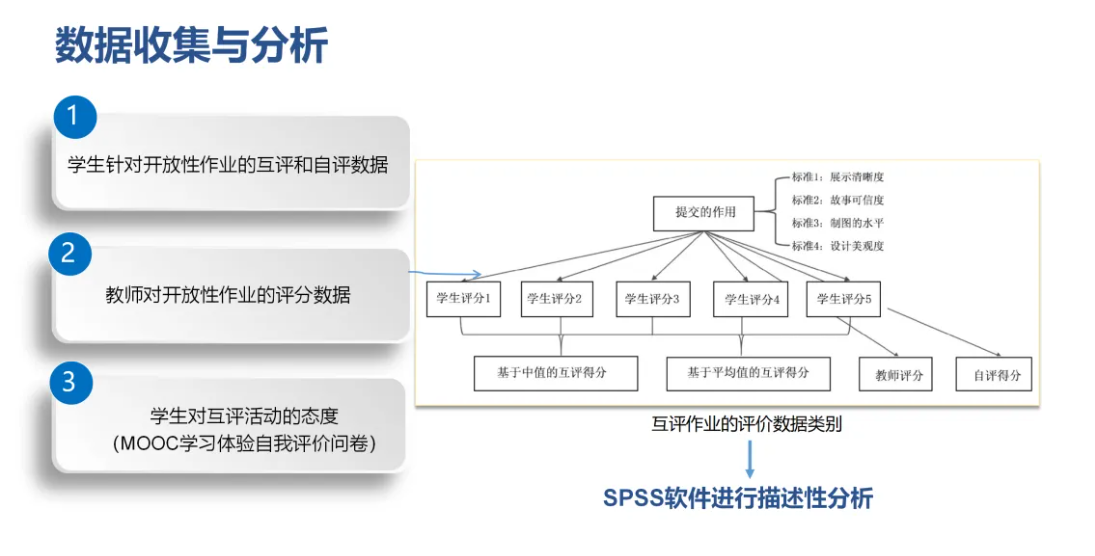 数据收集与分析
1
学生针对开放性作业的互评和自评数据
2
教师对开放性作业的评分数据
3
学生对互评活动的态度
(MOOC学习体验自我评价问卷)
提交的作用
标准1：展示清晰度
标准2：故事可信度
标准3：制图的水平
标准4：设计美观度
学生评分1
学生评分2
学生评分3
学生评分4
学生评分5
基于中值的互评得分
基于平均值的互评得分
教师评分
自评得分
互评作业的评价数据类别
SPSS软件进行描述性分析